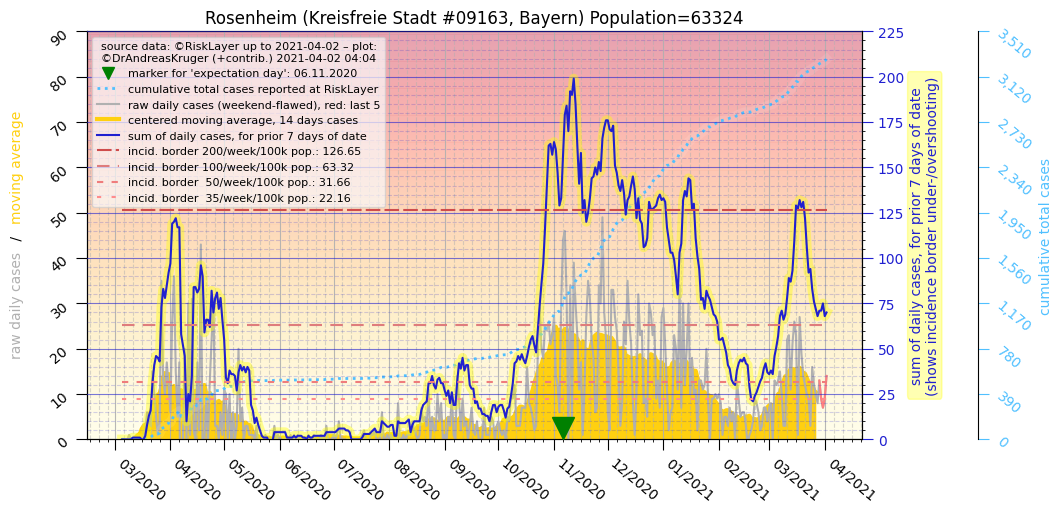 Rosenheim (Kreisfreie Stadt #09163, Bayern) Population=63324
source data: ©RiskLayer up to 2021-04-02 – plot:
©DrAndreasKruger (+contrib.) 2021-04-02 04:04
marker for 'expectation day': 06.11.2020
cumulative total cases reported at RiskLayer
raw daily cases (weekend-flawed), red: last 5
centered moving average, 14 days cases
sum of daily cases, for prior 7 days of date
incid. border 200/week/100k pop.: 126.65
incid. border 100/week/100k pop.: 63.32
incid. border  50/week/100k pop.: 31.66
incid. border  35/week/100k pop.: 22.16
raw daily cases / moving average
90
80
70
60
50
40
30
20
10
0
03/2020
04/2020
05/2020
06/2020
07/2020
08/2020
09/2020
10/2020
11/2020
12/2020
01/2021
02/2021
03/2021
04/2021
225
200
175
150
125
100
75
50
25
0
sum of daily cases, for prior 7 days of date
(shows incidence border under-/overshooting)
3,510
3,120
2,730
2,340
1,950
1,560
1,170
780
390
0
cumulative total cases